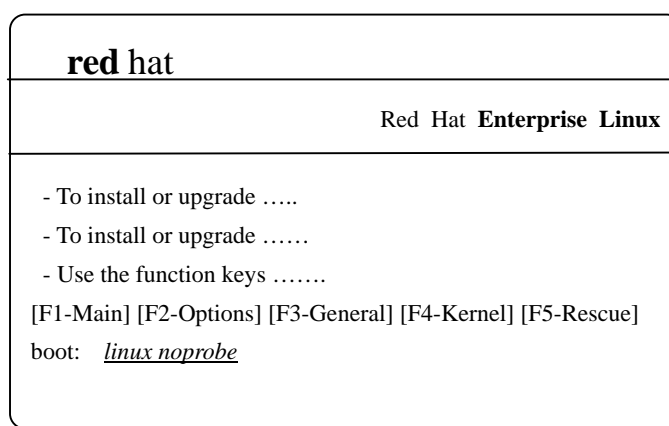 red hat
Red Hat Enterprise Linux
- To install or upgrade …..
- To install or upgrade ……
- Use the function keys …….
[F1-Main] [F2-Options] [F3-General] [F4-Kernel] [F5-Rescue]
boot: linux noprobe